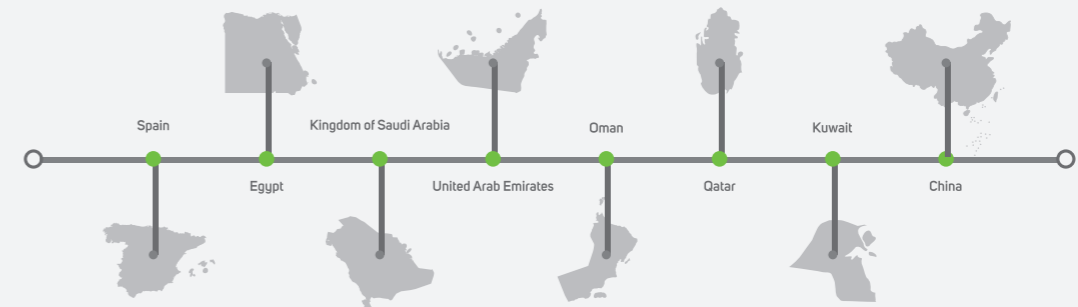 Spain
Egypt
Kingdom of Saudi Arabia
United Arab Emirates
Oman
Qatar
Kuwait
China